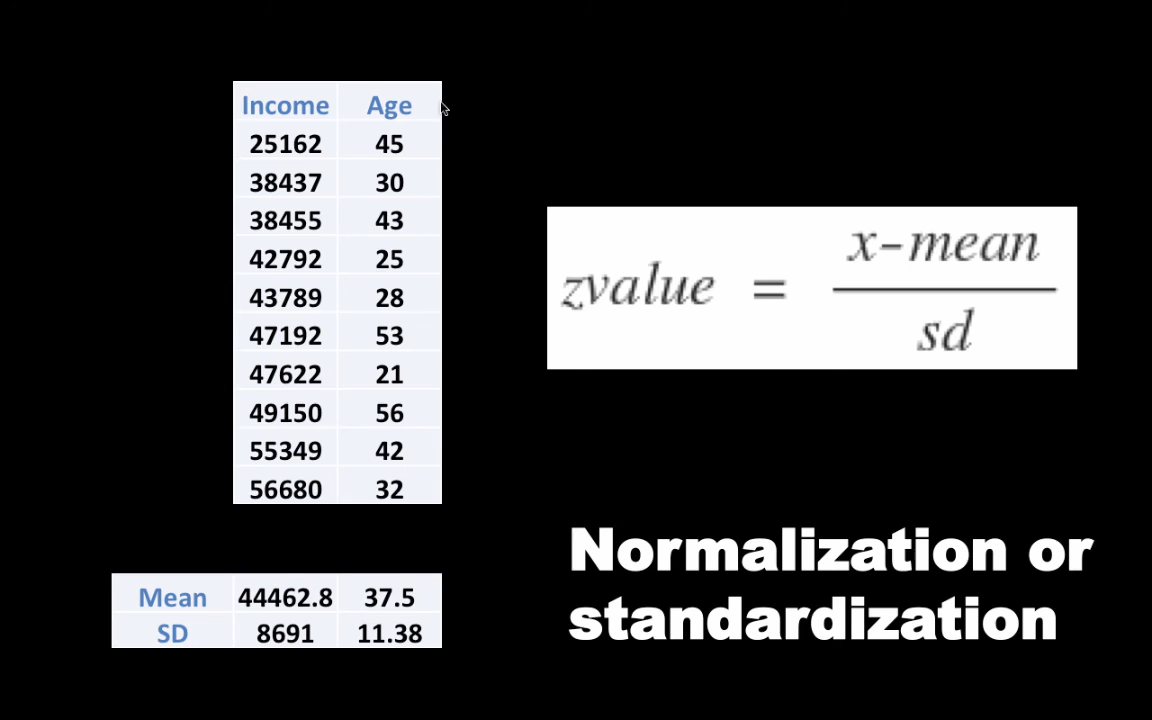 Income Age
25162 45
38437 30
38455 43
42792 25
43789 28
47192 53
47622 21
49150 56
55349 42
56680 32
Mean 44462.8 37.5
SD 8691 11.38
zvalue = x-mean
sd
Normalization or
standardization